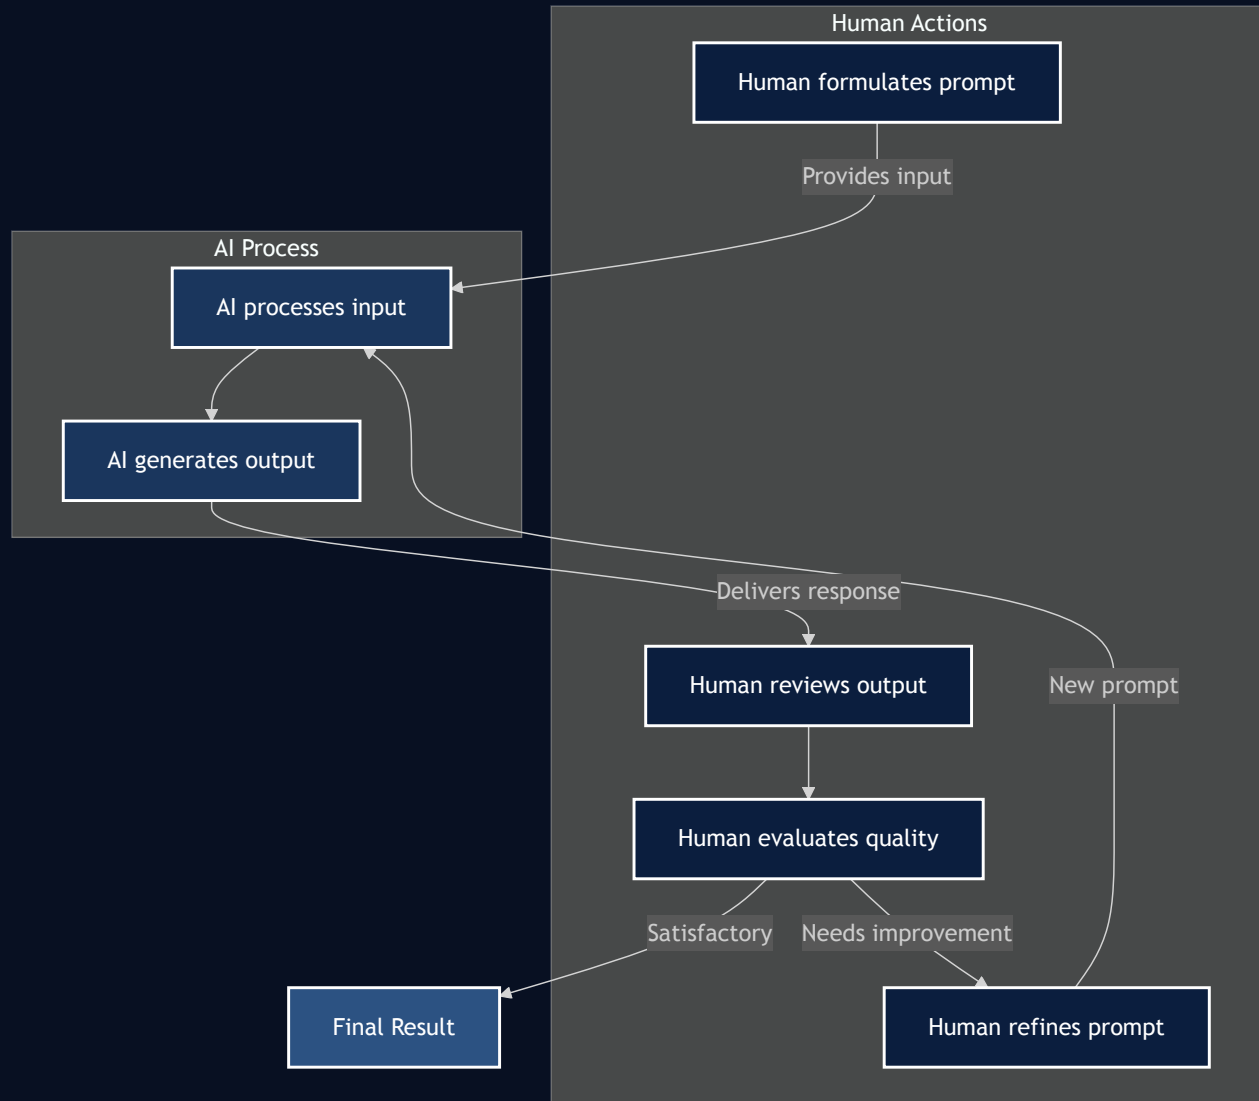 Human Actions
Human formulates prompt
Provides input
AI Process
AI processes input
AI generates output
Delivers response
Human reviews output
New prompt
Human evaluates quality
Satisfactory
Needs improvement
Final Result
Human refines prompt